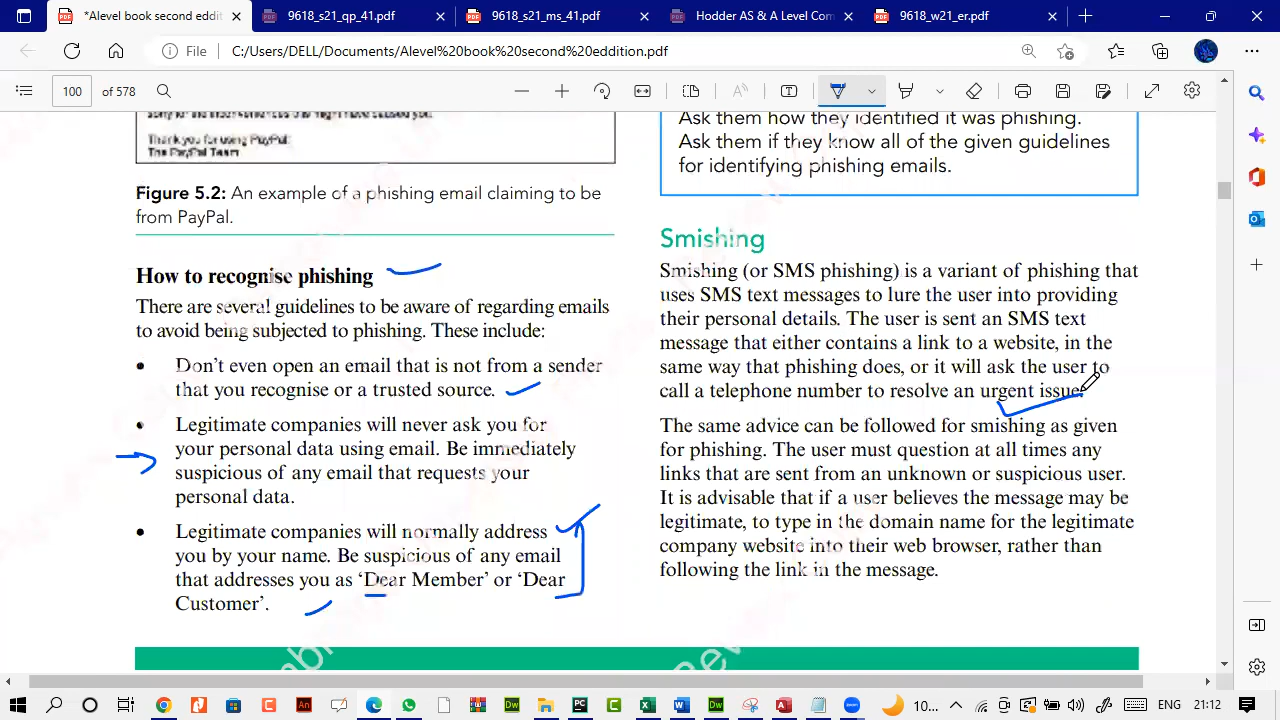 *Alevel book second eddit
9618_s21_qp_41.pdf
9618_s21_ms_41.pdf
Hodder AS & A Level Com
9618_w21_er.pdf
File
C:/Users/DELL/Documents/Alevel%20book%20second%20eddition.pdf
100 of 578
Thank you for using PayPal
The PayPal Team
Figure 5.2: An example of a phishing email claiming to be
from PayPal.
How to recognise phishing
There are several guidelines to be aware of regarding emails
to avoid being subjected to phishing. These include:
• Don't even open an email that is not from a sender
that you recognise or a trusted source.
• Legitimate companies will never ask you for
your personal data using email. Be immediately
suspicious of any email that requests your
personal data.
• Legitimate companies will normally address
you by your name. Be suspicious of any email
that addresses you as ‘Dear Member’ or ‘Dear
Customer’.
Ask them how they identified it was phishing.
Ask them if they know all of the given guidelines
for identifying phishing emails.
Smishing
Smishing (or SMS phishing) is a variant of phishing that
uses SMS text messages to lure the user into providing
their personal details. The user is sent an SMS text
message that either contains a link to a website, in the
same way that phishing does, or it will ask the user to
call a telephone number to resolve an urgent issue.
The same advice can be followed for smishing as given
for phishing. The user must question at all times any
links that are sent from an unknown or suspicious user.
It is advisable that if a user believes the message may be
legitimate, to type in the domain name for the legitimate
company website into their web browser, rather than
following the link in the message.
10...
ENG
21:12